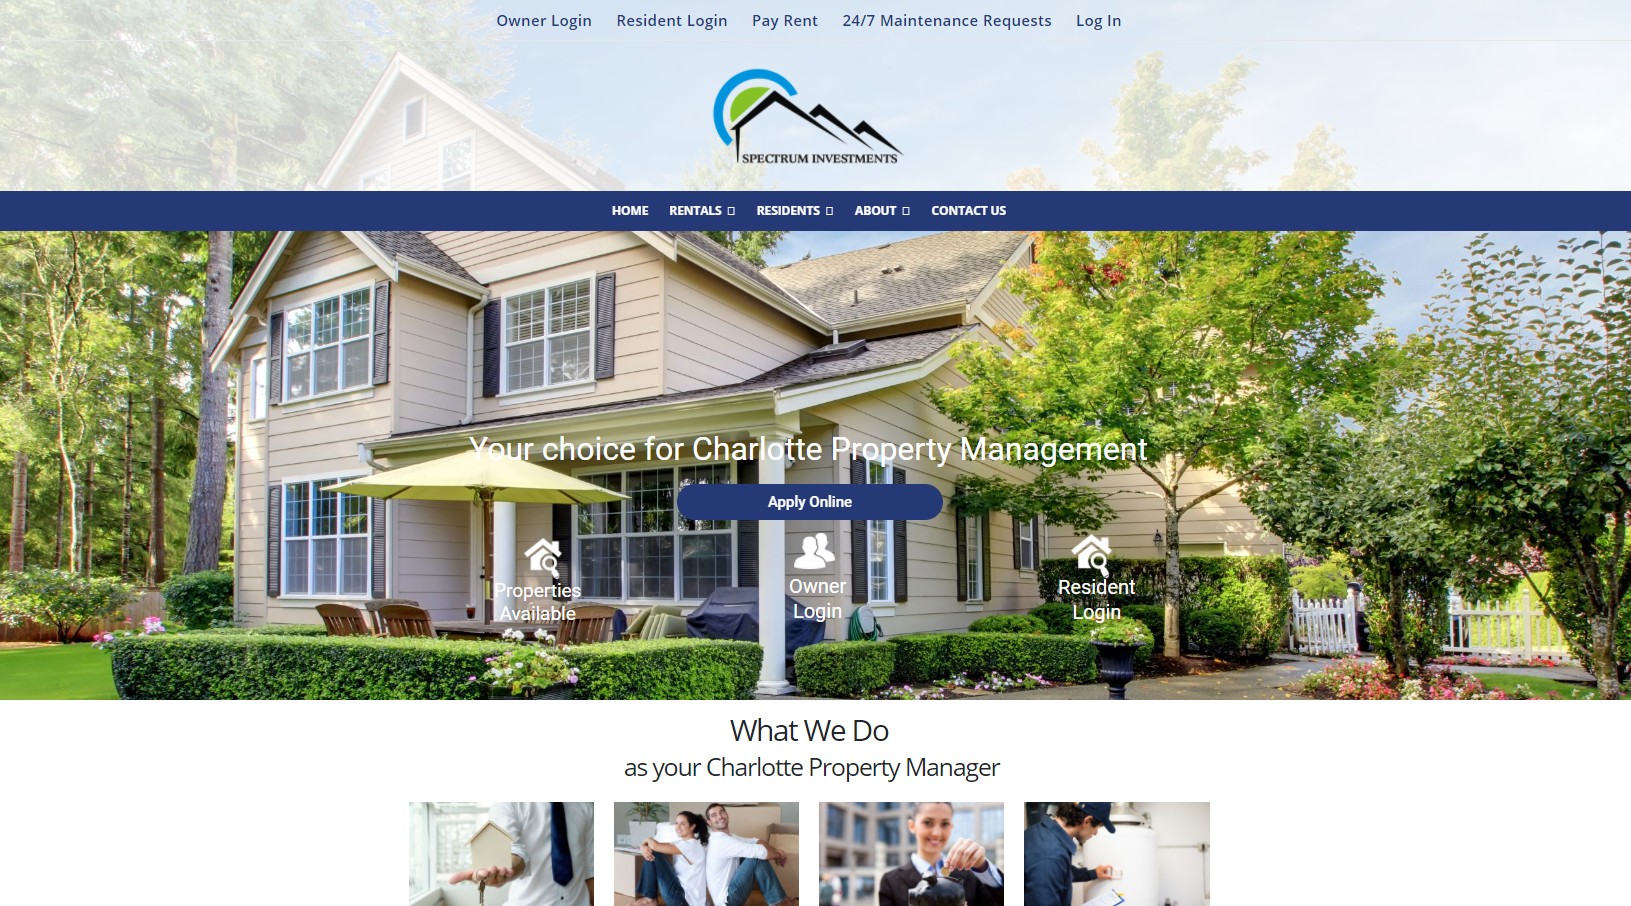 Owner Login Resident Login Pay Rent 24/7 Maintenance Requests Log In
SPECTRUM INVESTMENTS
HOME RENTALS RESIDENTS ABOUT CONTACT US
Your choice for Charlotte Property Management
Apply Online
Properties
Available
Owner
Login
Resident
Login
What We Do
as your Charlotte Property Manager